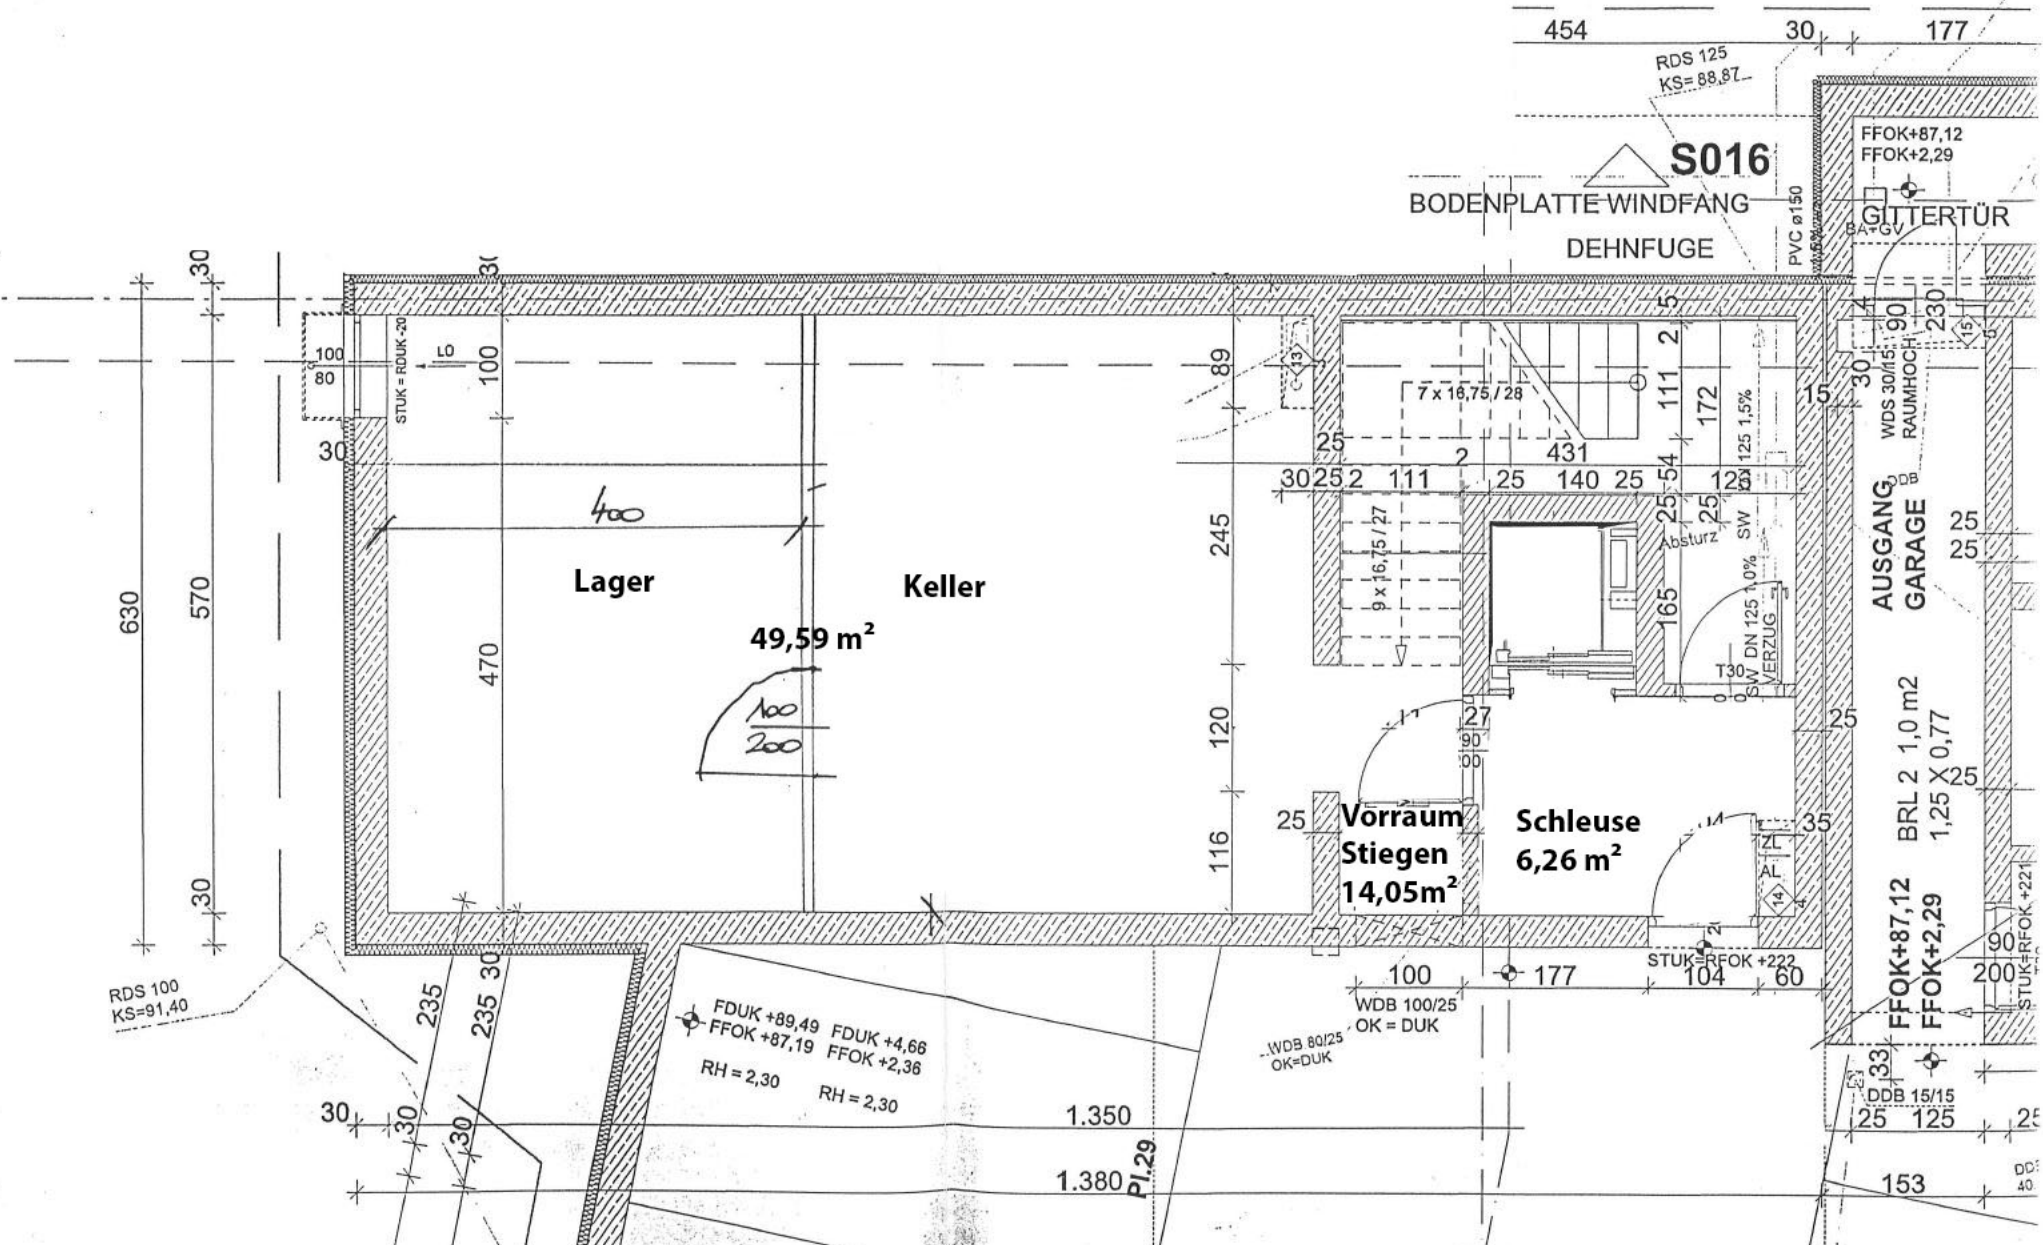 454
30
177
RDS 125
KS= 88,87
S016
BODENPLATTE WINDFANG
DEHNFUGE
PVC ø150
FFOK+87,12
FFOK+2,29
GITTERTÜR
BA+GV
30
30
100
80
L0
STUK = RDUK -20
100
89
13
7 x 16,75 / 28
5
2
111
172
15
4
90
230
15
5
30
WDS 30/15
RAUMHOCH
30
25
431
2
54
30
25
2
111
25
140
25
125
25
25
DDB
400
245
9 x 16,75 / 27
Absturz
SW DN 125 1,0%
VERZUG
165
AUSGANG
GARAGE
25
25
Lager
Keller
49,59 m²
630
570
470
100
200
120
27
90
T30
25
BRL 2 1,0 m2
1,25 X 0,77
25
25
116
Vorraum
Stiegen
14,05m²
Schleuse
6,26 m²
35
ZL
AL
14
4
30
FFOK+87,12
FFOK+2,29
90
200
STUK=RFOK +221
STUK=RFOK +222
100
177
104
60
30
235
235
RDS 100
KS=91,40
FDUK +89,49 FDUK +4,66
FFOK +87,19 FFOK +2,36
RH = 2,30
RH = 2,30
WDB 100/25
OK = DUK
WDB 80/25
OK=DUK
33
DDB 15/15
30
30
30
1.350
25
125
1.380
PI.29
153